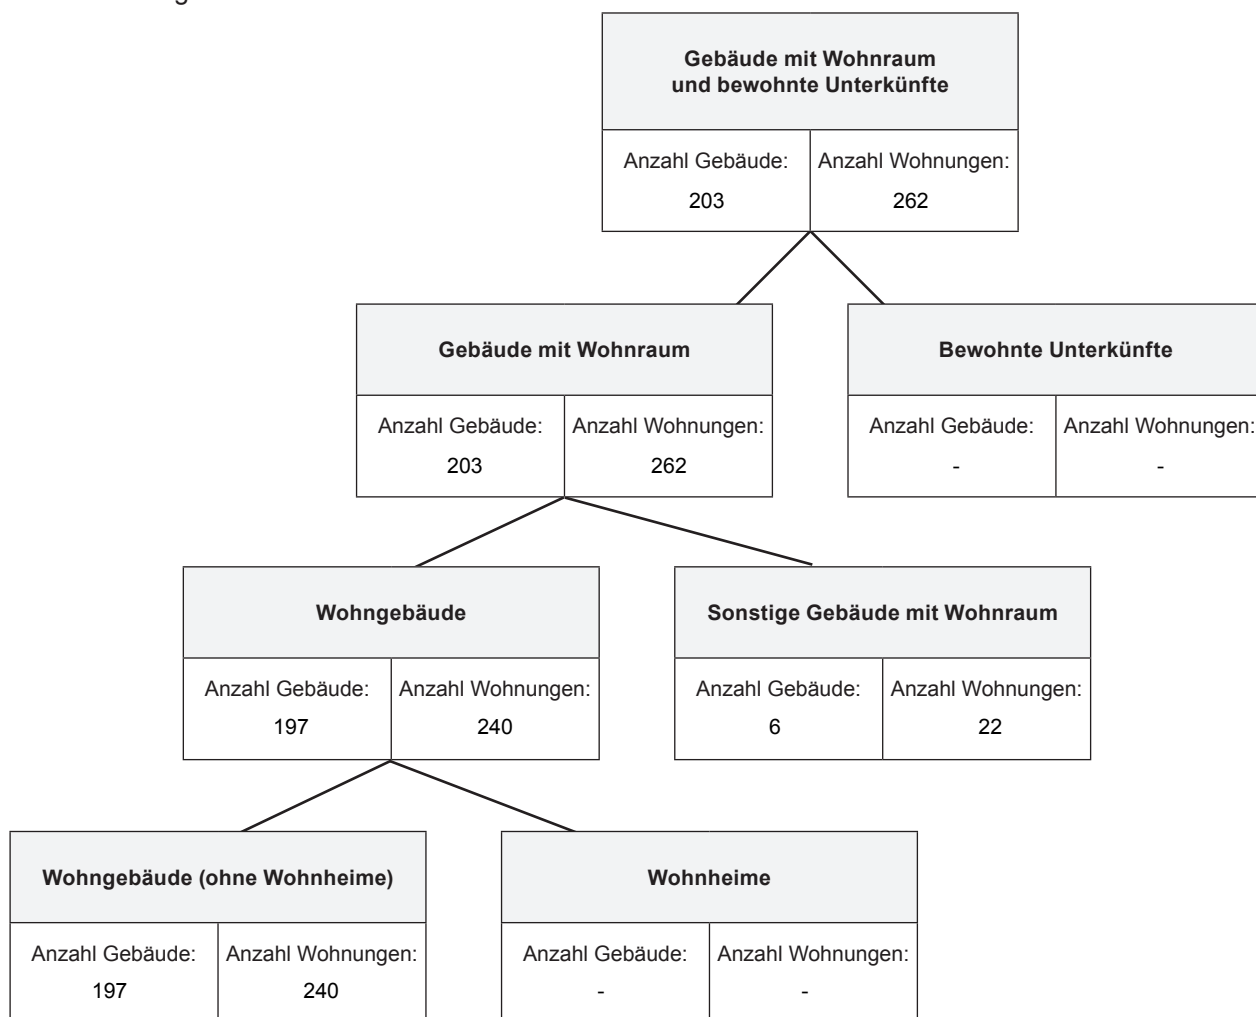 Gebäude mit Wohnraum
und bewohnte Unterkünfte
Anzahl Gebäude: Anzahl Wohnungen:
203 262
Gebäude mit Wohnraum Bewohnte Unterkünfte
Anzahl Gebäude: Anzahl Wohnungen: Anzahl Gebäude: Anzahl Wohnungen:
203 262 - -
Wohngebäude Sonstige Gebäude mit Wohnraum
Anzahl Gebäude: Anzahl Wohnungen: Anzahl Gebäude: Anzahl Wohnungen:
197 240 6 22
Wohngebäude (ohne Wohnheime) Wohnheime
Anzahl Gebäude: Anzahl Wohnungen: Anzahl Gebäude: Anzahl Wohnungen:
197 240 - -